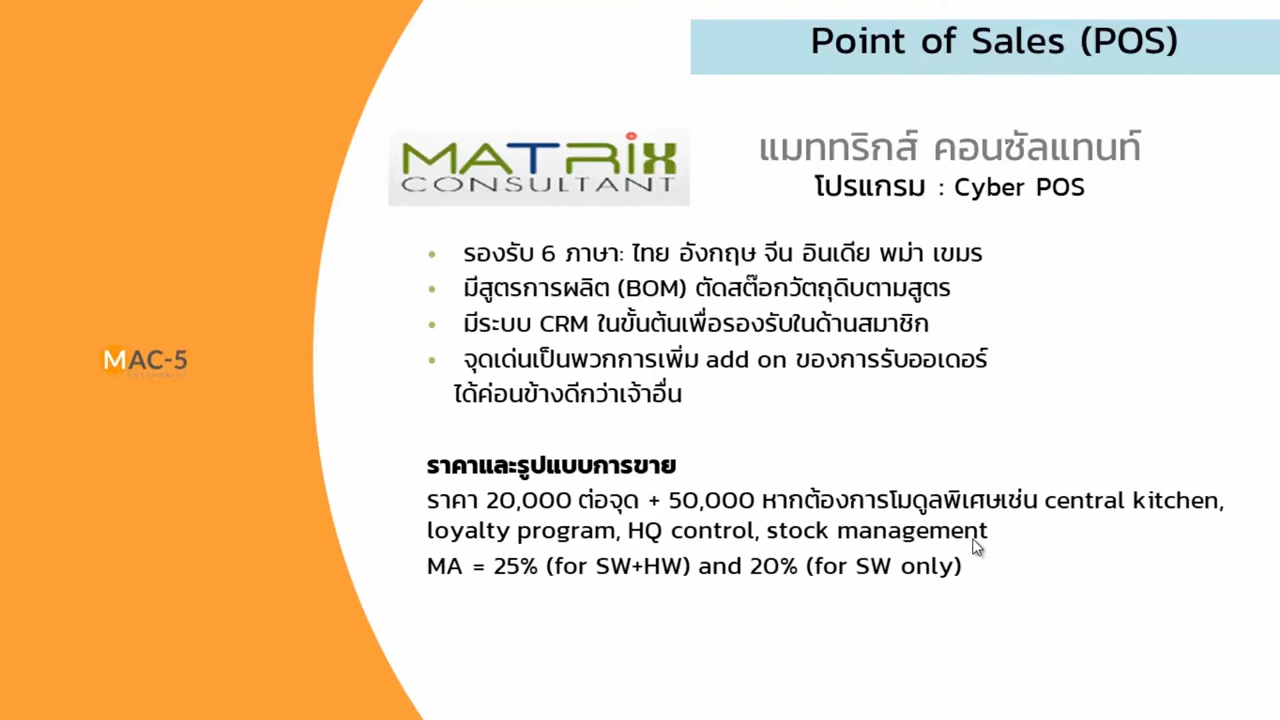 Point of Sales (POS)
MATRIX
CONSULTANT
แมททริกส์ คอนซัลแทนท์
โปรแกรม : Cyber POS
• รองรับ 6 ภาษา: ไทย อังกฤษ จีน อินเดีย พม่า เขมร
• มีสูตรการผลิต (BOM) ตัดสต๊อกวัตถุดิบตามสูตร
• มีระบบ CRM ในขั้นต้นเพื่อรองรับในด้านสมาชิก
• จุดเด่นเป็นพวกการเพิ่ม add on ของการรับออเดอร์
ได้ค่อนข้างดีกว่าเจ้าอื่น
MAC-5
ราคาและรูปแบบการขาย
ราคา 20,000 ต่อจุด + 50,000 หากต้องการโมดูลพิเศษเช่น central kitchen,
loyalty program, HQ control, stock management
MA = 25% (for SW+HW) and 20% (for SW only)